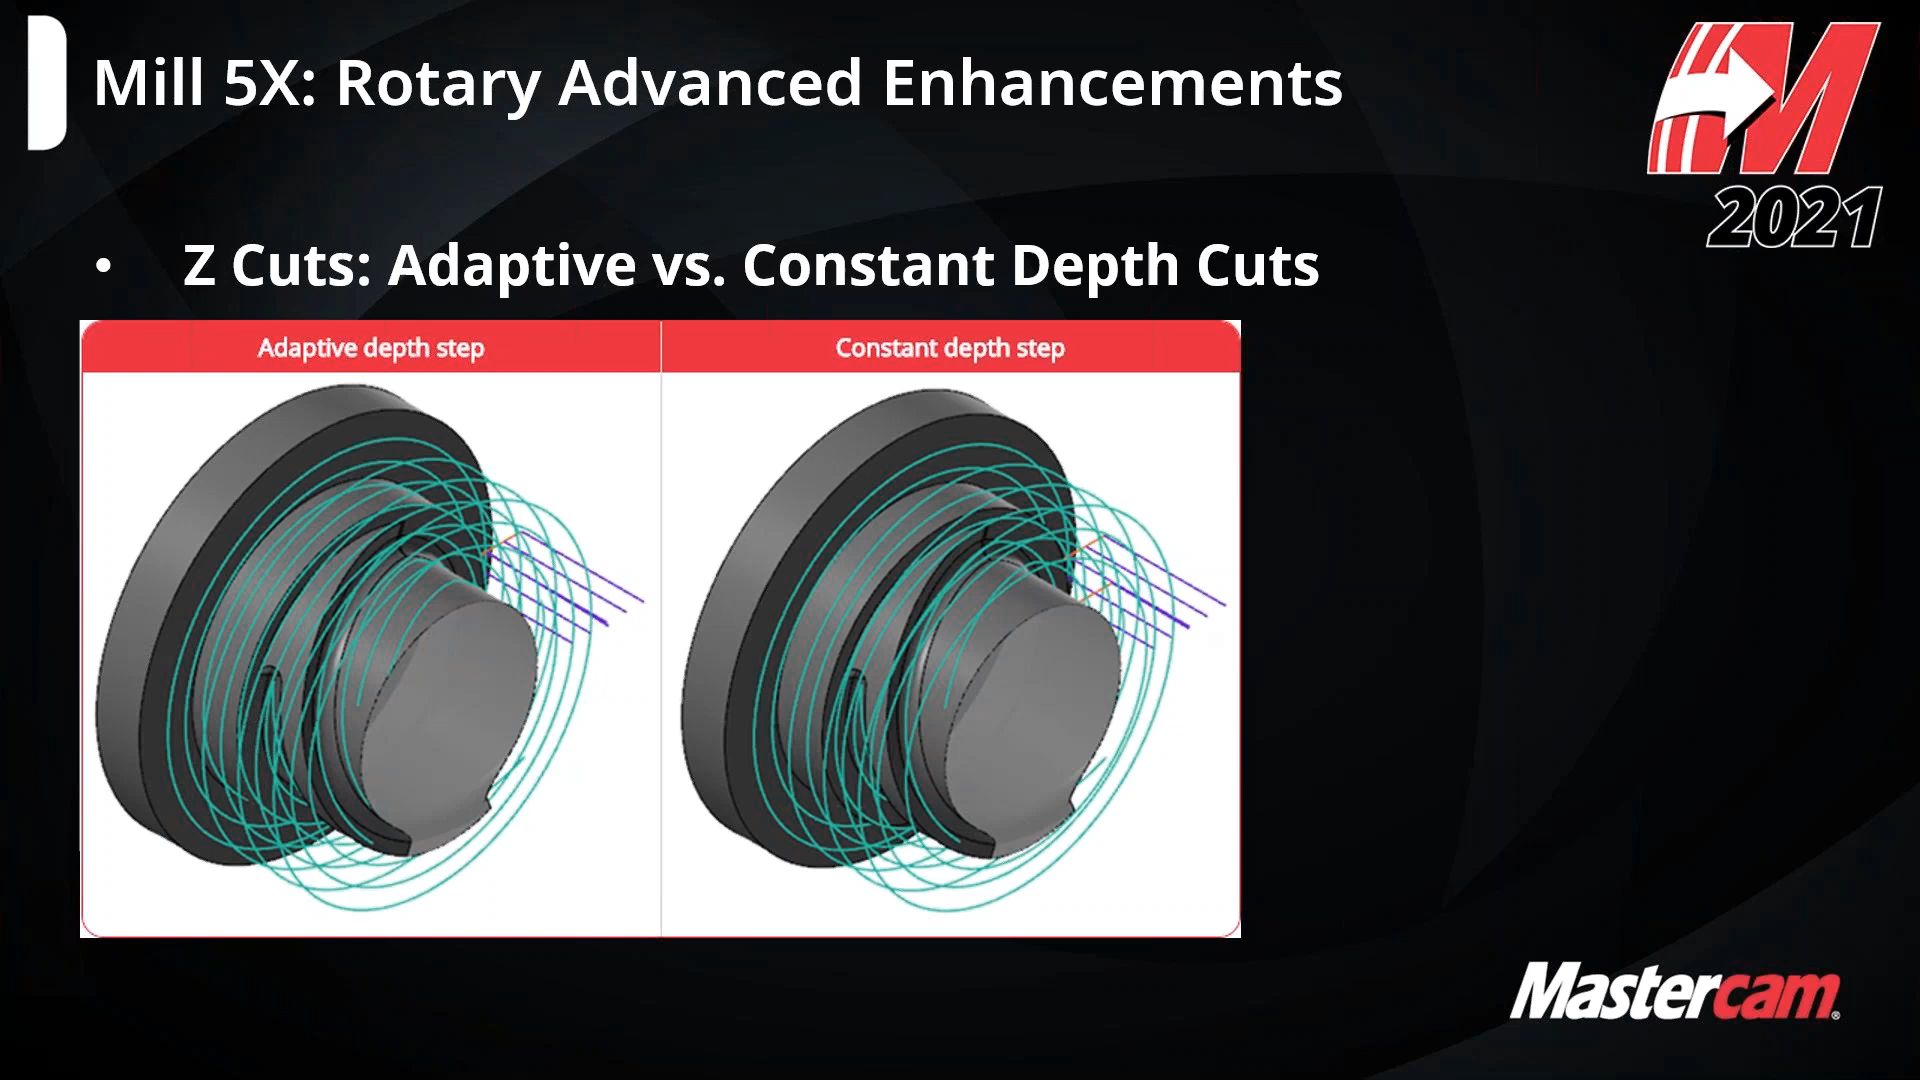 Mill 5X: Rotary Advanced Enhancements
M
2021
• Z Cuts: Adaptive vs. Constant Depth Cuts
Adaptive depth step
Constant depth step
Mastercam®